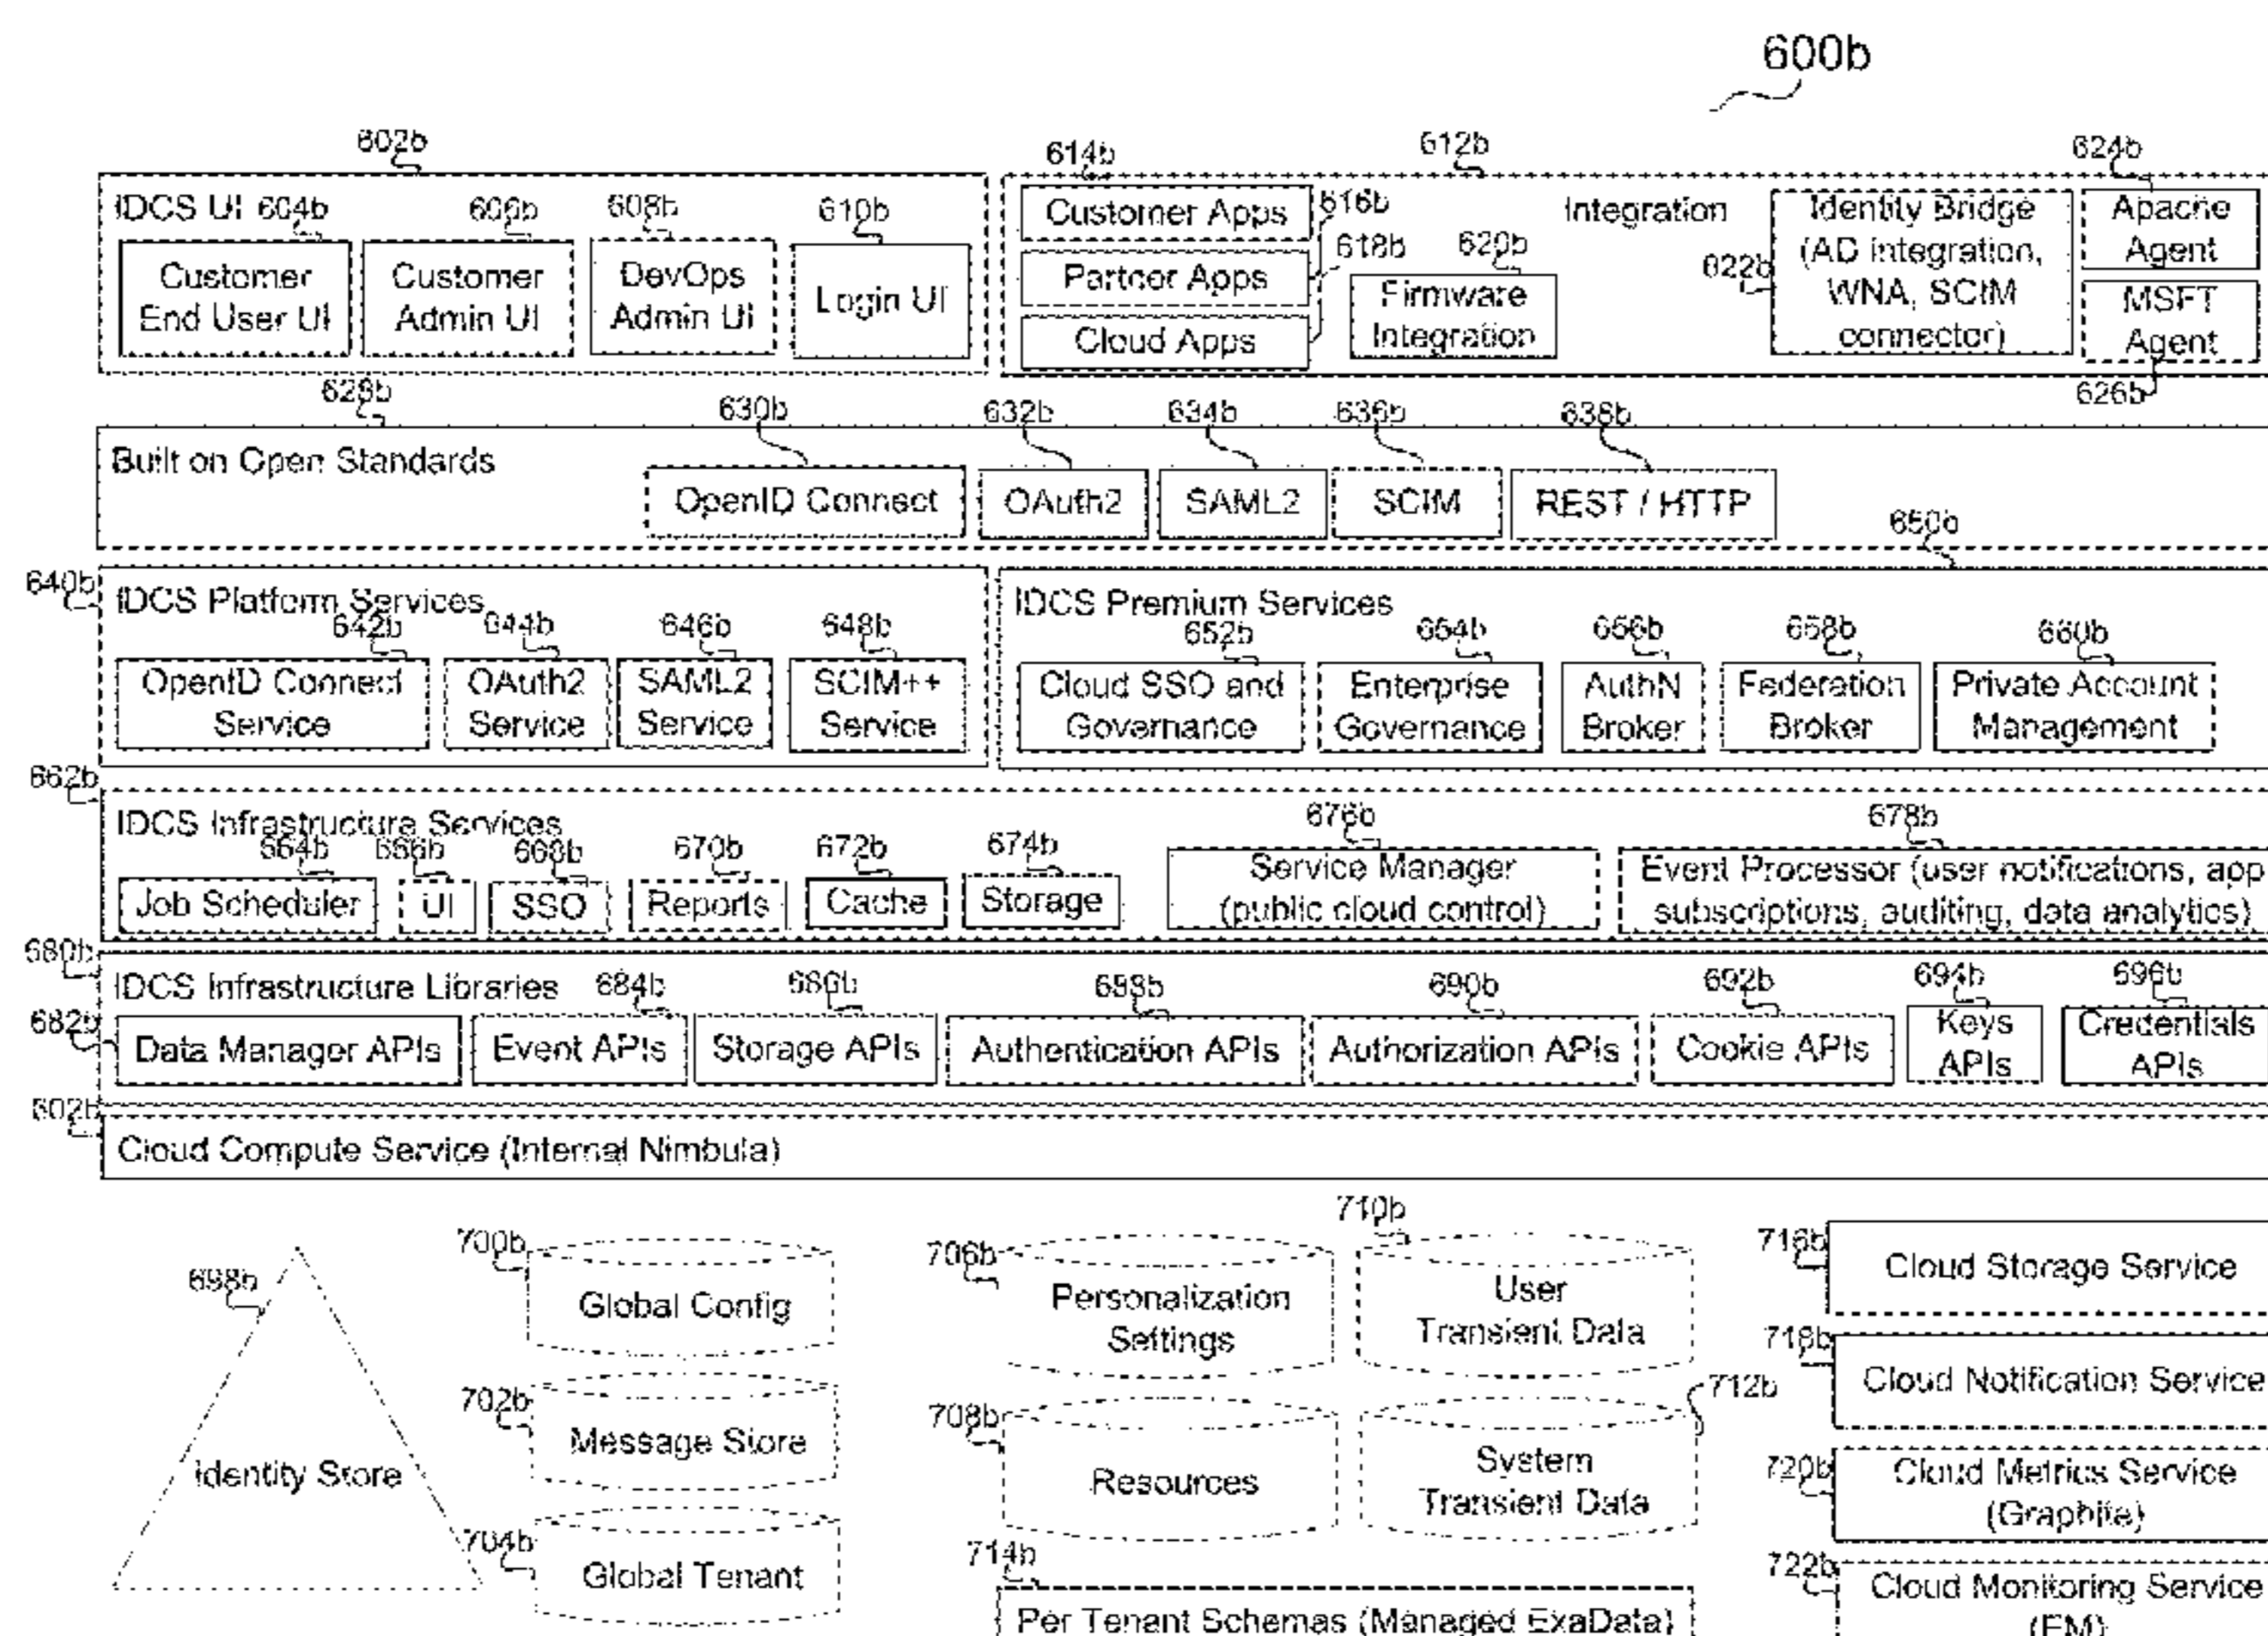 600b
602b
614b
612b
624b
IDCS UI 604b
606b
608b
610b
Customer
End User UI
Customer
Admin UI
DevOps
Admin UI
Login UI
Customer Apps
616b
618b
Partner Apps
Cloud Apps
620b
Firmware
Integration
Integration
622b
Identity Bridge
(AD integration,
WNA, SCIM
connector)
Apache
Agent
MSFT
Agent
626b
628b
630b
632b
634b
636b
638b
Built on Open Standards
OpenID Connect
OAuth2
SAML2
SCIM
REST / HTTP
650b
640b
IDCS Platform Services
642b
644b
646b
648b
OpenID Connect
Service
OAuth2
Service
SAML2
Service
SCIM++
Service
IDCS Premium Services
652b
654b
656b
658b
660b
Cloud SSO and
Governance
Enterprise
Governance
AuthN
Broker
Federation
Broker
Private Account
Management
662b
IDCS Infrastructure Services
664b
666b
668b
670b
672b
674b
676b
678b
Job Scheduler
UI
SSO
Reports
Cache
Storage
Service Manager
(public cloud control)
Event Processor (user notifications, app
subscriptions, auditing, data analytics)
680b
IDCS Infrastructure Libraries
684b
686b
688b
690b
692b
694b
696b
682b
Data Manager APIs
Event APIs
Storage APIs
Authentication APIs
Authorization APIs
Cookie APIs
Keys
APIs
Credentials
APIs
Cloud Compute Service (Internal Nimbula)
698b
Identity Store
700b
Global Config
702b
Message Store
704b
Global Tenant
706b
Personalization
Settings
710b
User
Transient Data
708b
Resources
712b
System
Transient Data
714b
Per Tenant Schemas (Managed ExaData)
716b
Cloud Storage Service
718b
Cloud Notification Service
720b
Cloud Metrics Service
(Graphite)
722b
Cloud Monitoring Service
(EM)